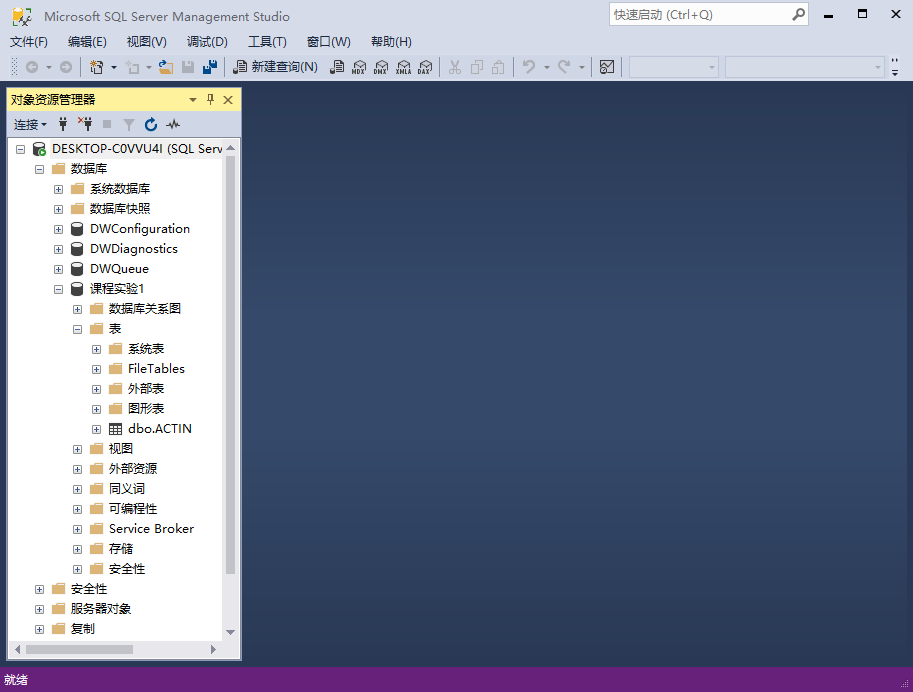 Microsoft SQL Server Management Studio
快速启动 (Ctrl+Q)
文件(F) 编辑(E) 视图(V) 调试(D) 工具(T) 窗口(W) 帮助(H)
新建查询(N) MDX DMX XMLA DAX
对象资源管理器
连接
DESKTOP-C0VVU4I (SQL Serv
数据库
系统数据库
数据库快照
DWConfiguration
DWDiagnostics
DWQueue
课程实验1
数据库关系图
表
系统表
FileTables
外部表
图形表
dbo.ACTIN
视图
外部资源
同义词
可编程性
Service Broker
存储
安全性
安全性
服务器对象
复制
就绪